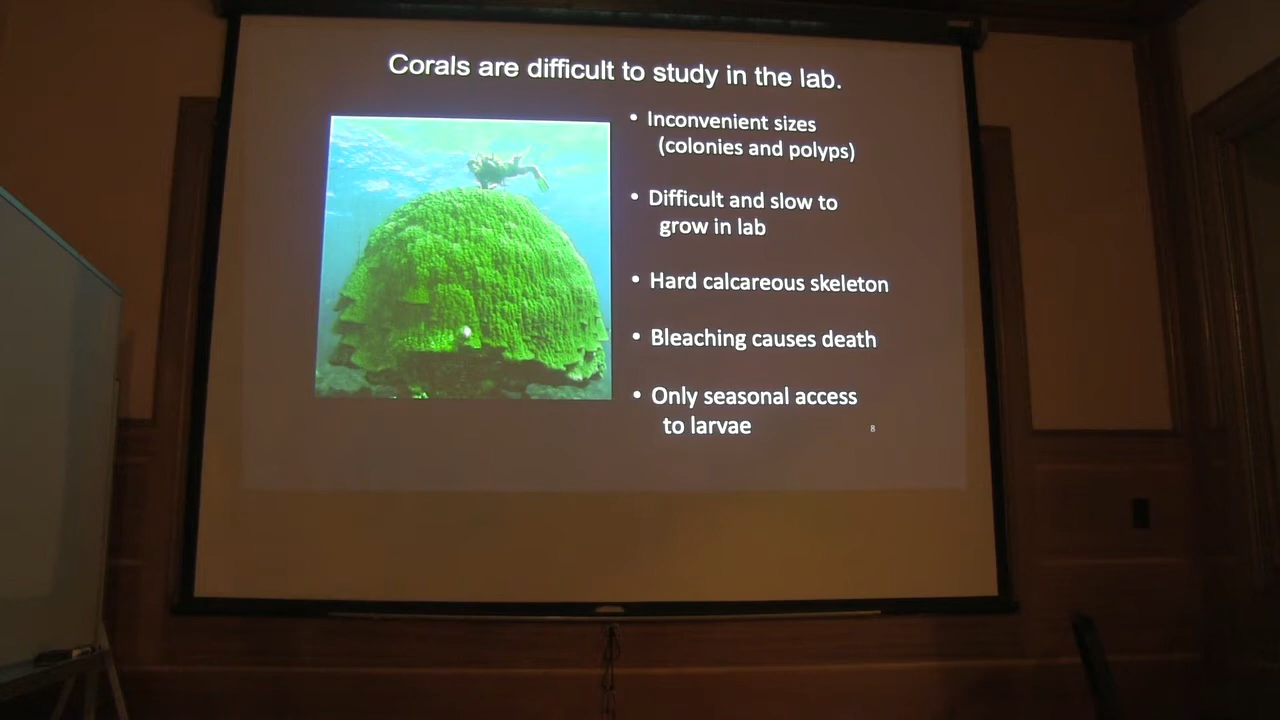 Corals are difficult to study in the lab.
• Inconvenient sizes
(colonies and polyps)
• Difficult and slow to
grow in lab
• Hard calcareous skeleton
• Bleaching causes death
• Only seasonal access
to larvae
8